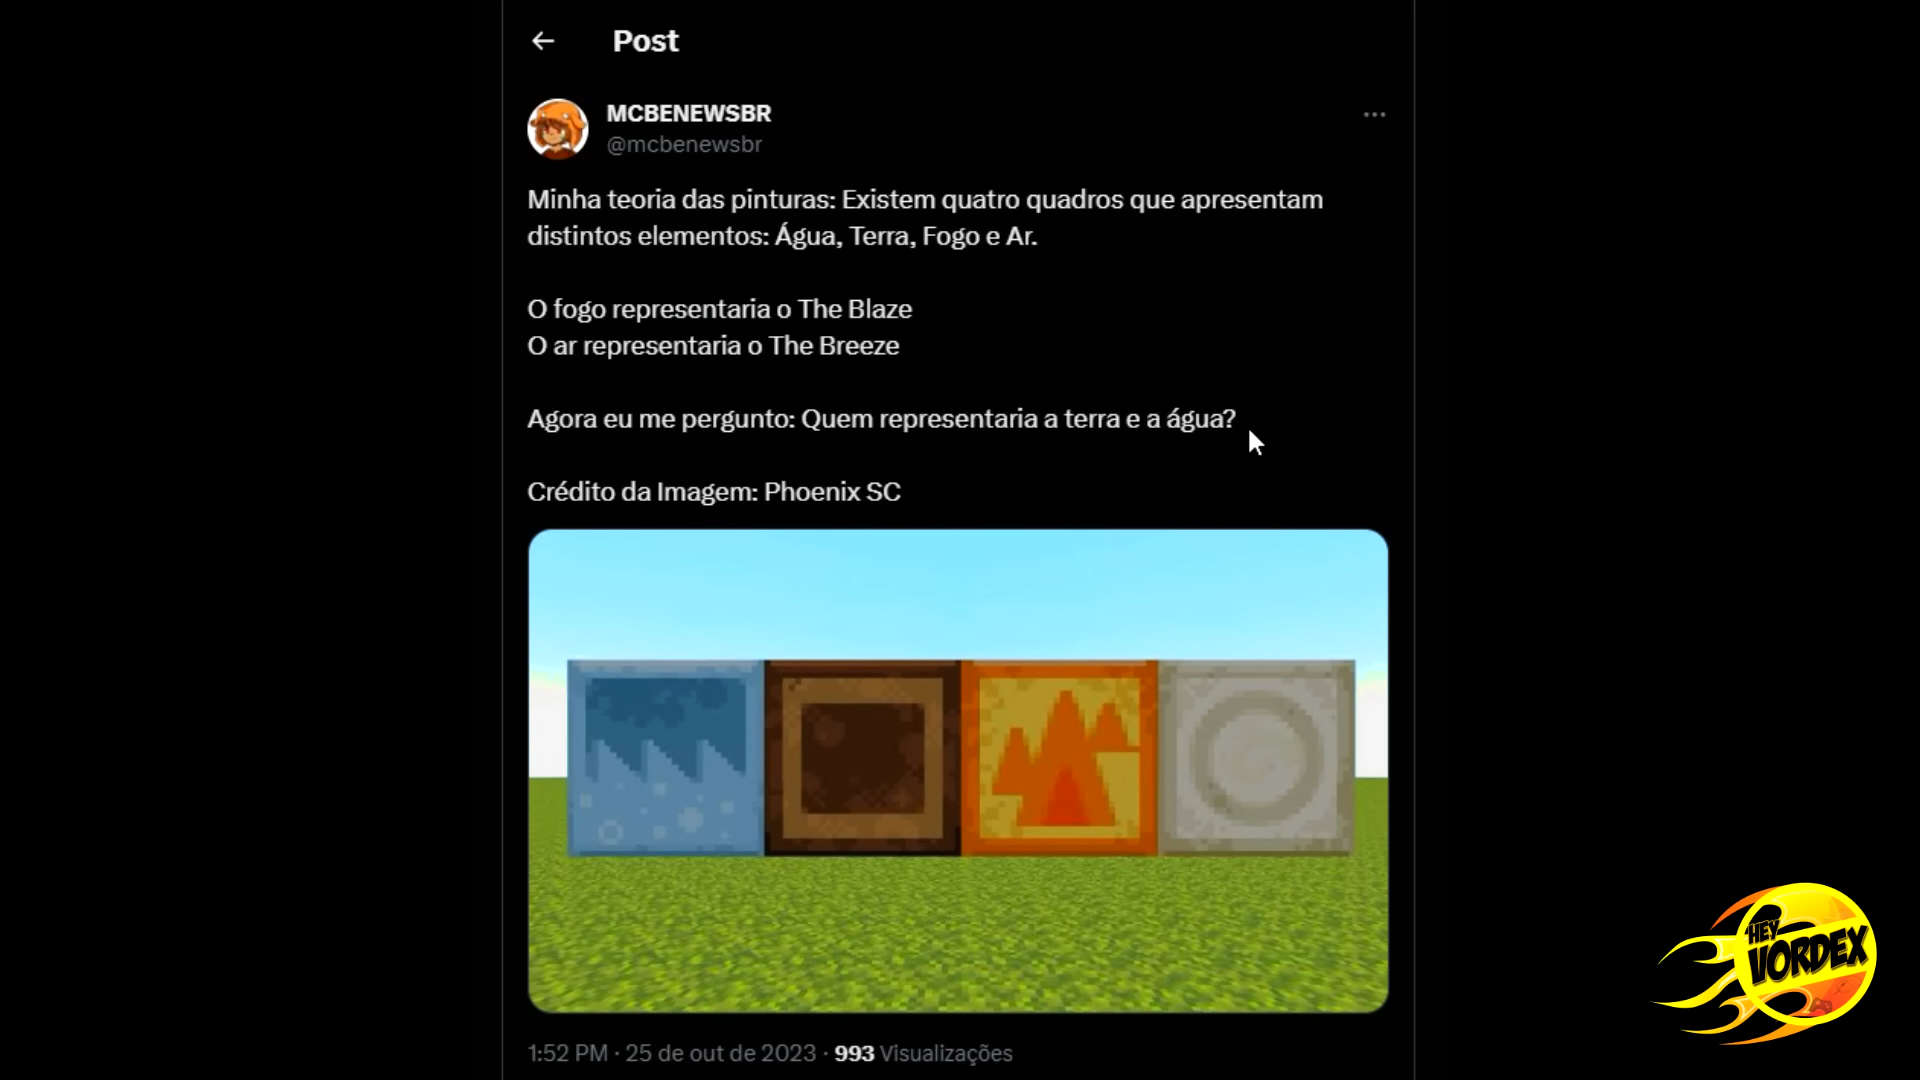 Post
MCBENEWSBR
@mcbenewsbr
Minha teoria das pinturas: Existem quatro quadros que apresentam
distintos elementos: Água, Terra, Fogo e Ar.
O fogo representaria o The Blaze
O ar representaria o The Breeze
Agora eu me pergunto: Quem representaria a terra e a água?
Crédito da Imagem: Phoenix SC
1:52 PM · 25 de out de 2023 · 993 Visualizações
HEY
VORDEX